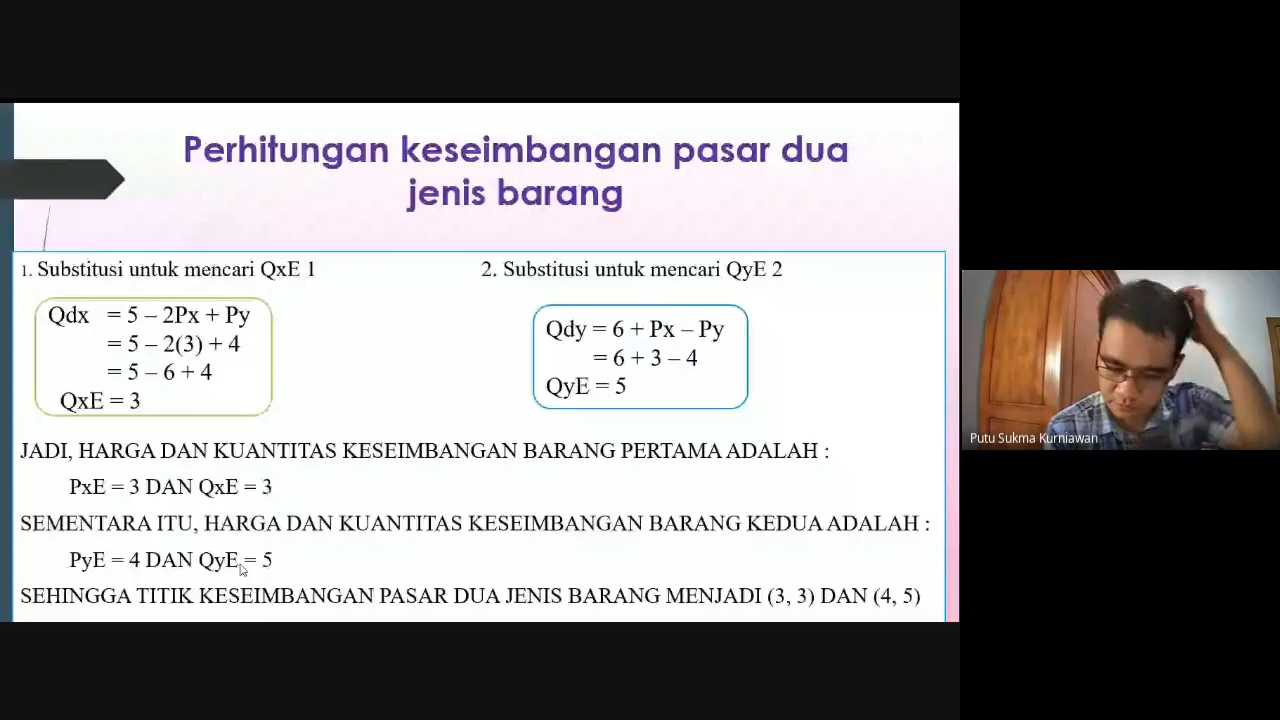 Perhitungan keseimbangan pasar dua
jenis barang
1. Substitusi untuk mencari QxE 1
Qdx = 5 – 2Px + Py
= 5 – 2(3) + 4
= 5 – 6 + 4
QxE = 3
2. Substitusi untuk mencari QyE 2
Qdy = 6 + Px – Py
= 6 + 3 – 4
QyE = 5
JADI, HARGA DAN KUANTITAS KESEIMBANGAN BARANG PERTAMA ADALAH :
PxE = 3 DAN QxE = 3
SEMENTARA ITU, HARGA DAN KUANTITAS KESEIMBANGAN BARANG KEDUA ADALAH :
PyE = 4 DAN QyE = 5
SEHINGGA TITIK KESEIMBANGAN PASAR DUA JENIS BARANG MENJADI (3, 3) DAN (4, 5)
Putu Sukma Kurniawan